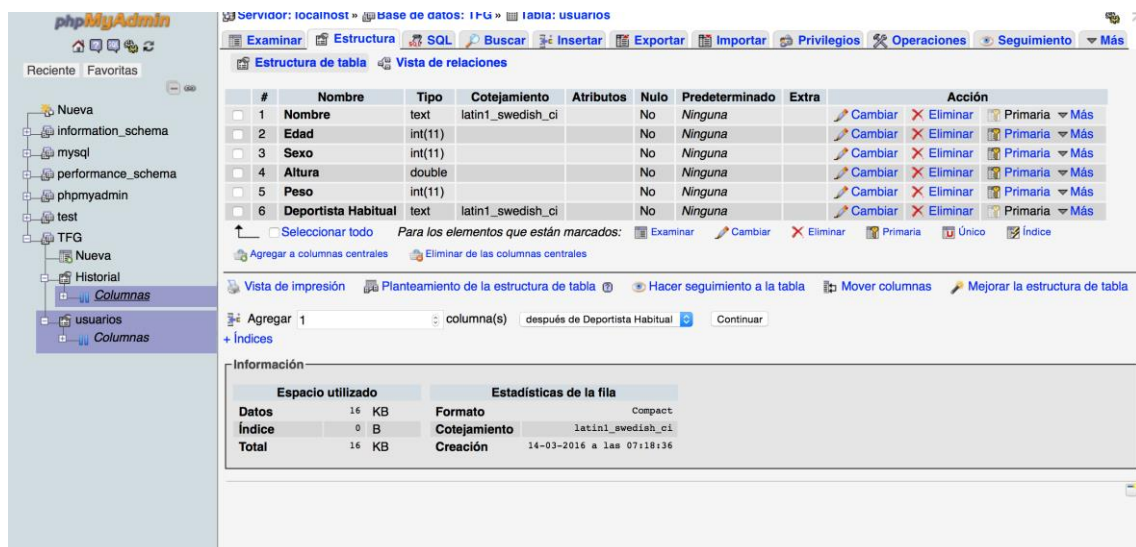 phpMyAdmin
Reciente Favoritas
Nueva
information_schema
mysql
performance_schema
phpmyadmin
test
TFG
Nueva
Historial
Columnas
usuarios
Columnas
Servidor: localhost » Base de datos: TFG » Tabla: usuarios
Examinar Estructura SQL Buscar Insertar Exportar Importar Privilegios Operaciones Seguimiento Más
Estructura de tabla Vista de relaciones
# Nombre Tipo Cotejamiento Atributos Nulo Predeterminado Extra Acción
1 Nombre text latin1_swedish_ci No Ninguna Cambiar Eliminar Primaria Más
2 Edad int(11) No Ninguna Cambiar Eliminar Primaria Más
3 Sexo int(11) No Ninguna Cambiar Eliminar Primaria Más
4 Altura double No Ninguna Cambiar Eliminar Primaria Más
5 Peso int(11) No Ninguna Cambiar Eliminar Primaria Más
6 Deportista Habitual text latin1_swedish_ci No Ninguna Cambiar Eliminar Primaria Más
Seleccionar todo Para los elementos que están marcados: Examinar Cambiar Eliminar Primaria Único Índice
Agregar a columnas centrales Eliminar de las columnas centrales
Vista de impresión Planteamiento de la estructura de tabla Hacer seguimiento a la tabla Mover columnas Mejorar la estructura de tabla
Agregar 1 columna(s) después de Deportista Habitual Continuar
+ Índices
Información
Espacio utilizado Estadísticas de la fila
Datos 16 KB Formato Compact
Índice 0 B Cotejamiento latin1_swedish_ci
Total 16 KB Creación 14-03-2016 a las 07:18:36